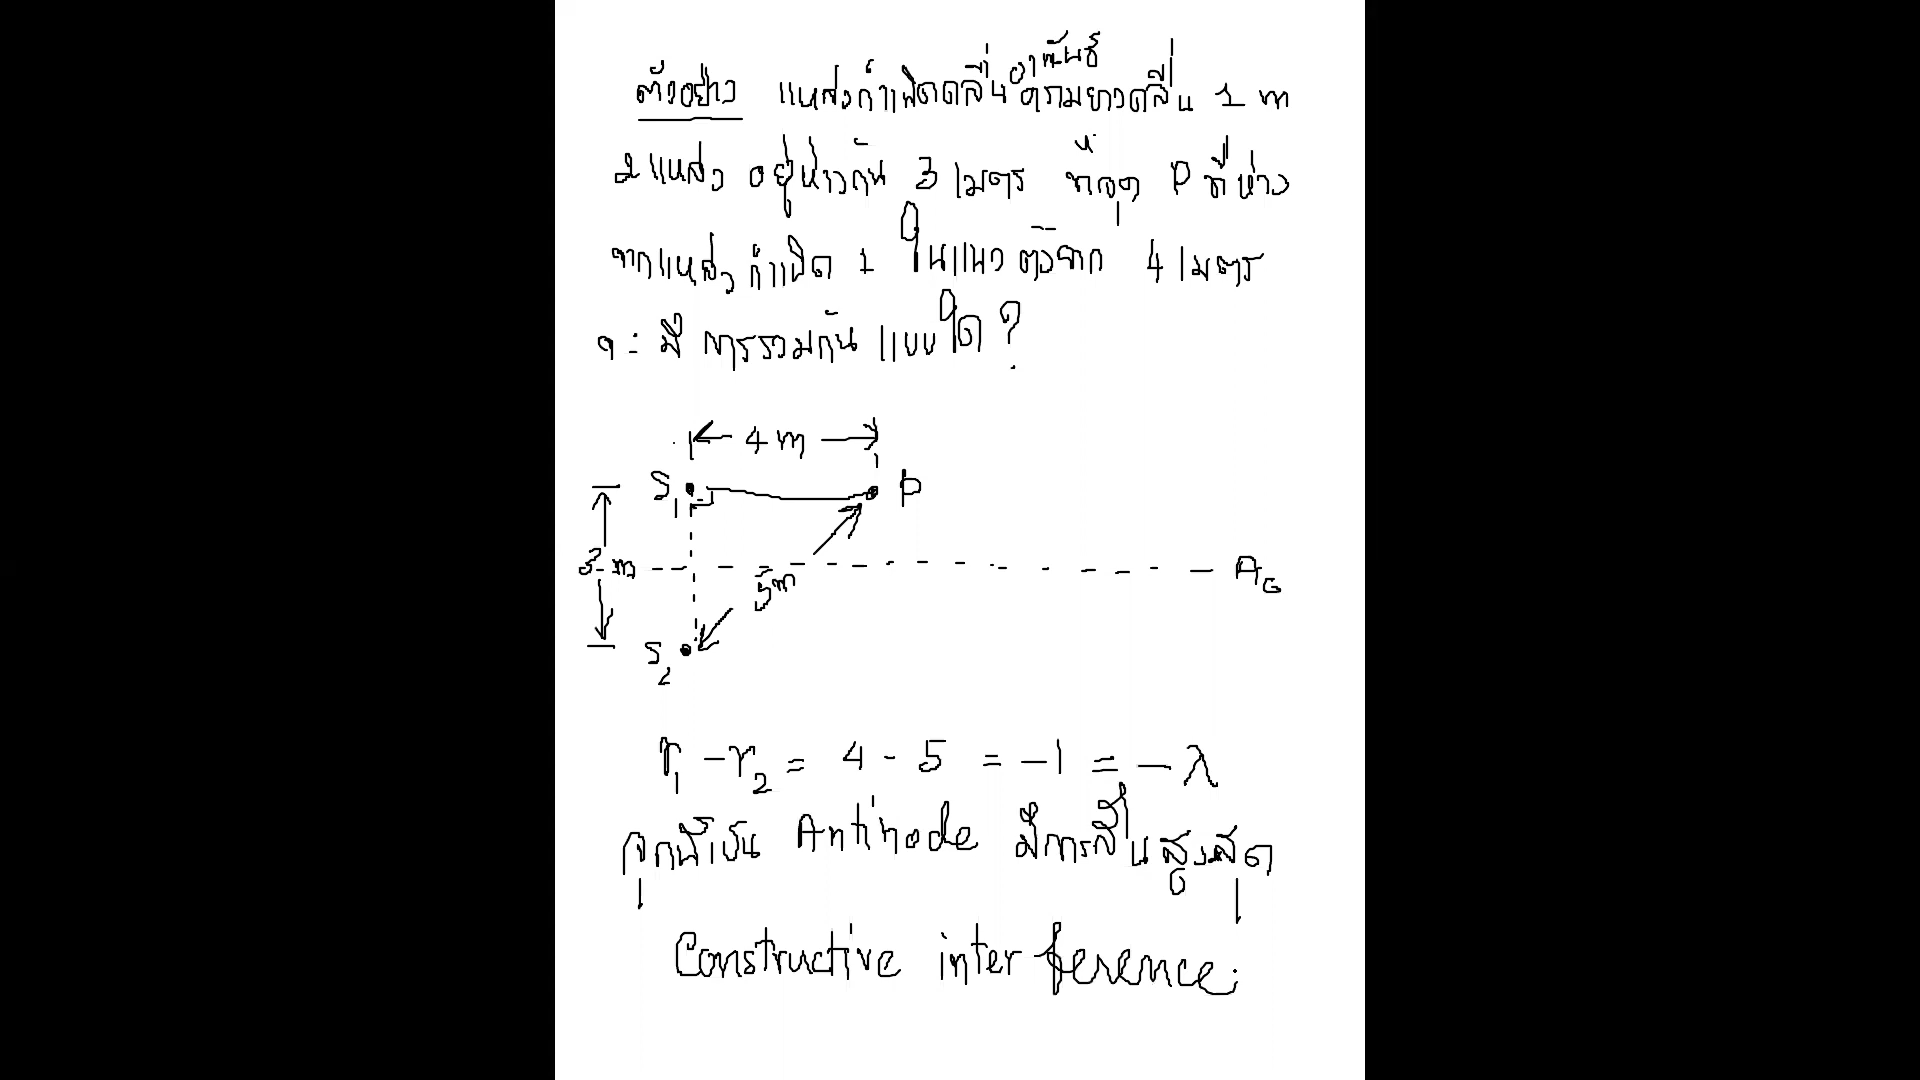 ตัวอย่าง แหล่งกำเนิดคลื่นอาพันธ์ความยาวคลื่น 1 m
2 แหล่ง อยู่ห่างกัน 3 เมตร ที่จุด P ที่ห่าง
จากแหล่งกำเนิด 1 ในแนวตั้งฉาก 4 เมตร
จะมีการรวมกันแบบใด?
4 m
S₁ P
3 m 5 m A₀
S₂
r₁ - r₂ = 4 - 5 = -1 = -λ
จุดนี้เป็น Antinode มีการสั่นสูงสุด
Constructive interference.